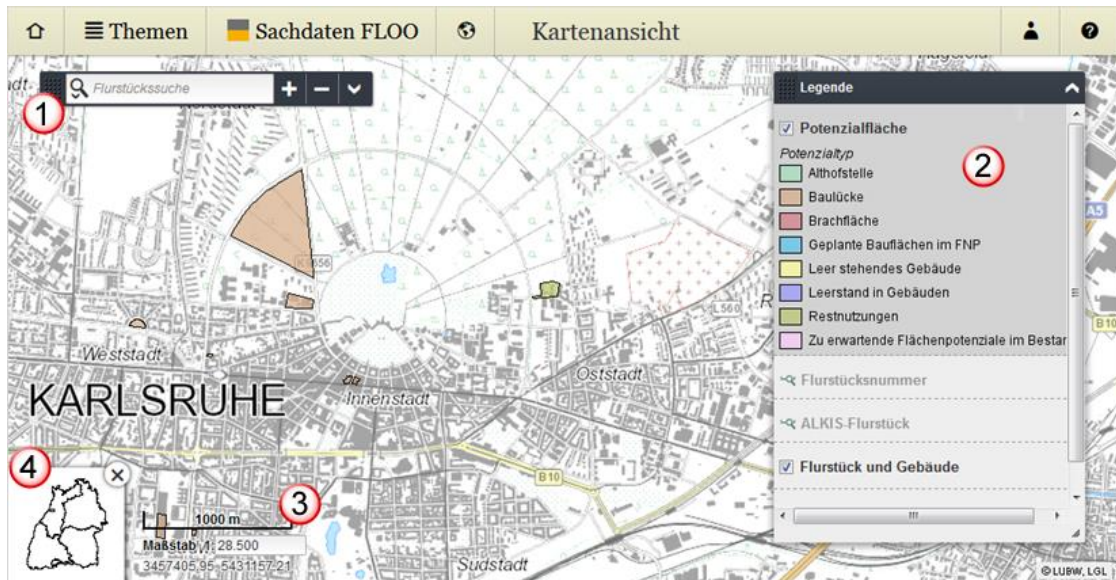 Themen
Sachdaten FLOO
Kartenansicht
Flurstückssuche
1
Legende
Potenzialfläche
2
Potenzialtyp
Althofstelle
Baulücke
Brachfläche
Geplante Bauflächen im FNP
Leer stehendes Gebäude
Leerstand in Gebäuden
Restnutzungen
Zu erwartende Flächenpotenziale im Bestar
Flurstücksnummer
ALKIS-Flurstück
Flurstück und Gebäude
A5
L560
B10
Weststadt
Oststadt
KARLSRUHE
Innenstadt
B10
4
3
1000 m
Maßstab 1: 28.500
3457405.95 5431157.21
Südstadt
©LUBW, LGL